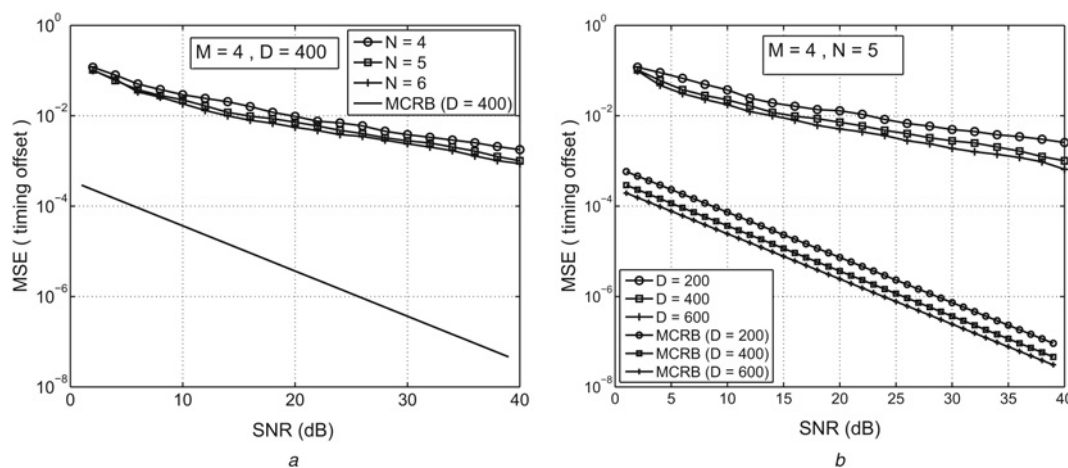 M = 4 , D = 400
N = 4
N = 5
N = 6
MCRB (D = 400)
10^0
10^−2
10^−4
10^−6
10^−8
MSE ( timing offset )
0
10
20
30
40
SNR (dB)
a
M = 4 , N = 5
10^0
10^−2
10^−4
10^−6
10^−8
MSE ( timing offset )
D = 200
D = 400
D = 600
MCRB (D = 200)
MCRB (D = 400)
MCRB (D = 600)
0
5
10
15
20
25
30
35
40
SNR (dB)
b